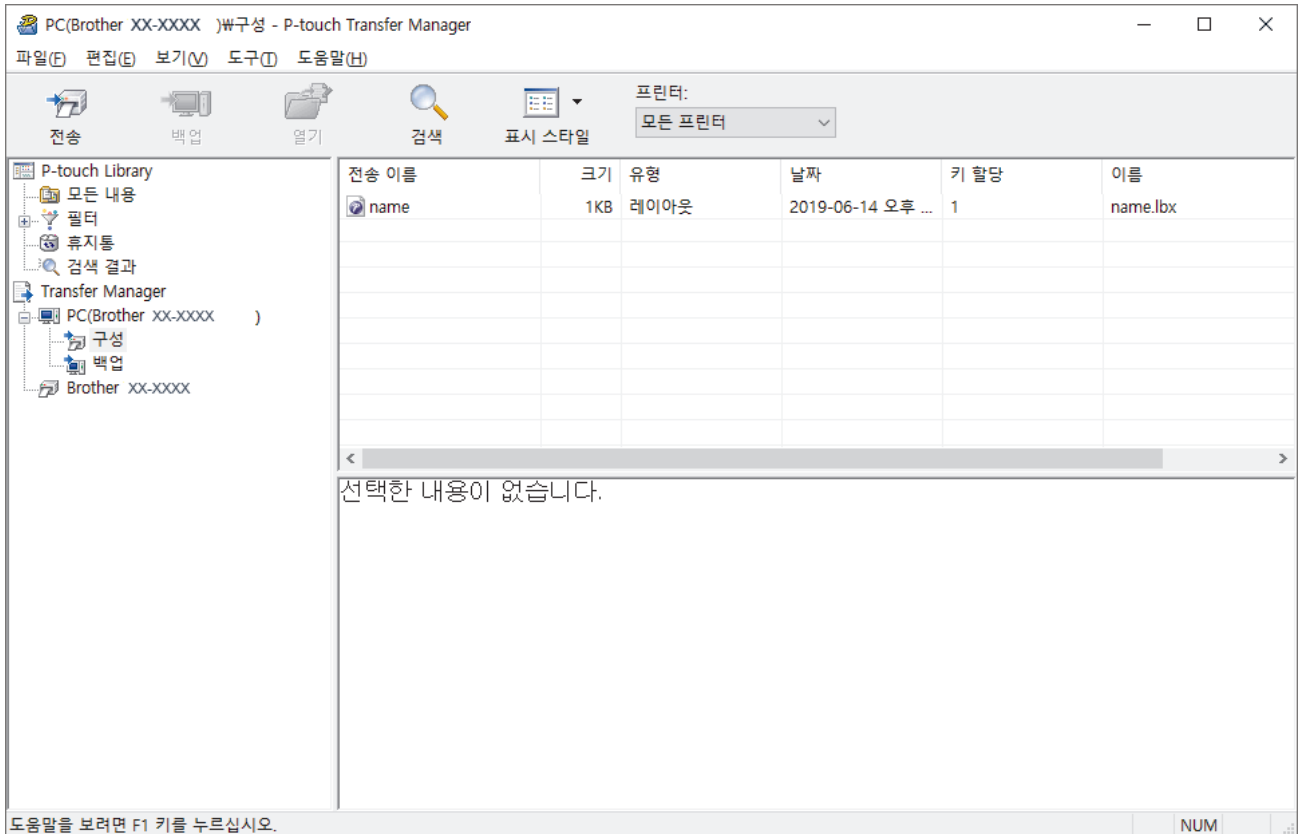 PC(Brother XX-XXXX )₩구성 - P-touch Transfer Manager
파일(F) 편집(E) 보기(V) 도구(T) 도움말(H)
전송 백업 열기 검색 표시 스타일
프린터:
모든 프린터
P-touch Library
모든 내용
필터
휴지통
검색 결과
Transfer Manager
PC(Brother XX-XXXX )
구성
백업
Brother XX-XXXX
전송 이름 크기 유형 날짜 키 할당 이름
name 1KB 레이아웃 2019-06-14 오후 ... 1 name.lbx
선택한 내용이 없습니다.
도움말을 보려면 F1 키를 누르십시오.
NUM